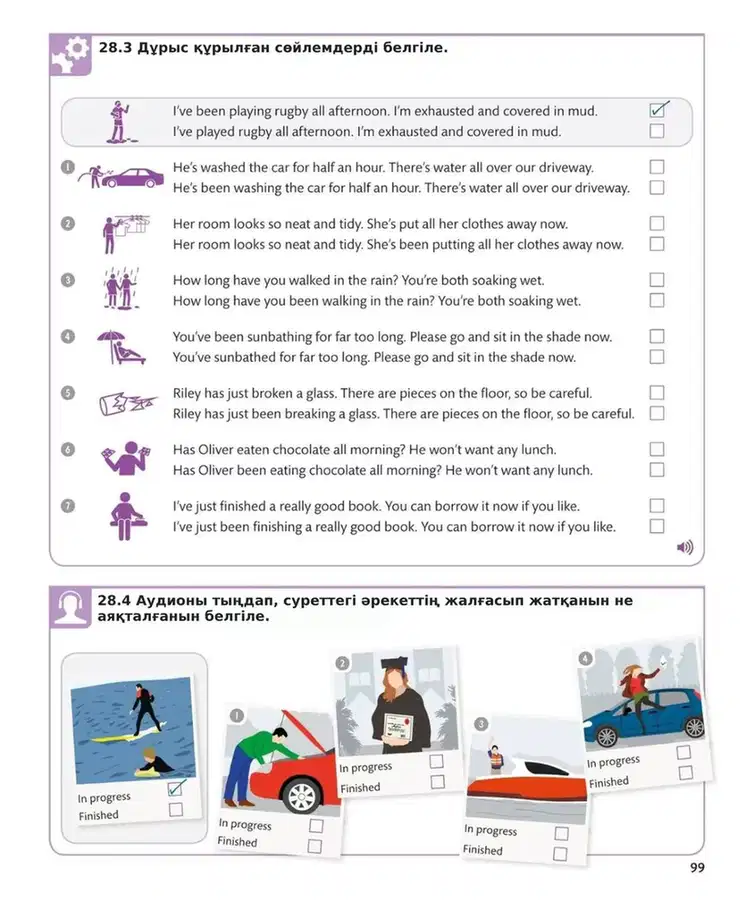 28.3 Дұрыс құрылған сөйлемдерді белгіле.
I've been playing rugby all afternoon. I'm exhausted and covered in mud.
I've played rugby all afternoon. I'm exhausted and covered in mud.
1
He's washed the car for half an hour. There's water all over our driveway.
He's been washing the car for half an hour. There's water all over our driveway.
2
Her room looks so neat and tidy. She's put all her clothes away now.
Her room looks so neat and tidy. She's been putting all her clothes away now.
3
How long have you walked in the rain? You're both soaking wet.
How long have you been walking in the rain? You're both soaking wet.
4
You've been sunbathing for far too long. Please go and sit in the shade now.
You've sunbathed for far too long. Please go and sit in the shade now.
5
Riley has just broken a glass. There are pieces on the floor, so be careful.
Riley has just been breaking a glass. There are pieces on the floor, so be careful.
6
Has Oliver eaten chocolate all morning? He won't want any lunch.
Has Oliver been eating chocolate all morning? He won't want any lunch.
7
I've just finished a really good book. You can borrow it now if you like.
I've just been finishing a really good book. You can borrow it now if you like.
28.4 Аудионы тыңдап, суреттегі әрекеттің жалғасып жатқанын не
аяқталғанын белгіле.
In progress
Finished
1
In progress
Finished
2
In progress
Finished
3
In progress
Finished
4
In progress
Finished
99